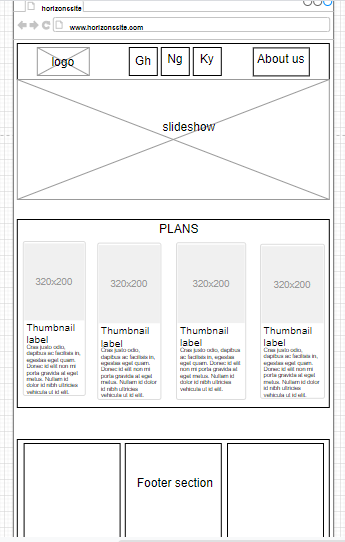 horizonssite
www.horizonssite.com
logo
Gh
Ng
Ky
About us
slideshow
PLANS
320x200
320x200
320x200
320x200
Thumbnail
label
Cras justo odio,
dapibus ac facilisis in,
egestas eget quam.
Donec id elit non mi
porta gravida at eget
metus. Nullam id
dolor id nibh ultricies
vehicula ut id elit.
Thumbnail
label
Cras justo odio,
dapibus ac facilisis in,
egestas eget quam.
Donec id elit non mi
porta gravida at eget
metus. Nullam id dolor
id nibh ultricies
vehicula ut id elit.
Thumbnail
label
Cras justo odio,
dapibus ac facilisis in,
egestas eget quam.
Donec id elit non mi
porta gravida at eget
metus. Nullam id dolor
id nibh ultricies
vehicula ut id elit.
Thumbnail
label
Cras justo odio,
dapibus ac facilisis in,
egestas eget quam.
Donec id elit non mi
porta gravida at eget
metus. Nullam id dolor
id nibh ultricies
vehicula ut id elit.
Footer section